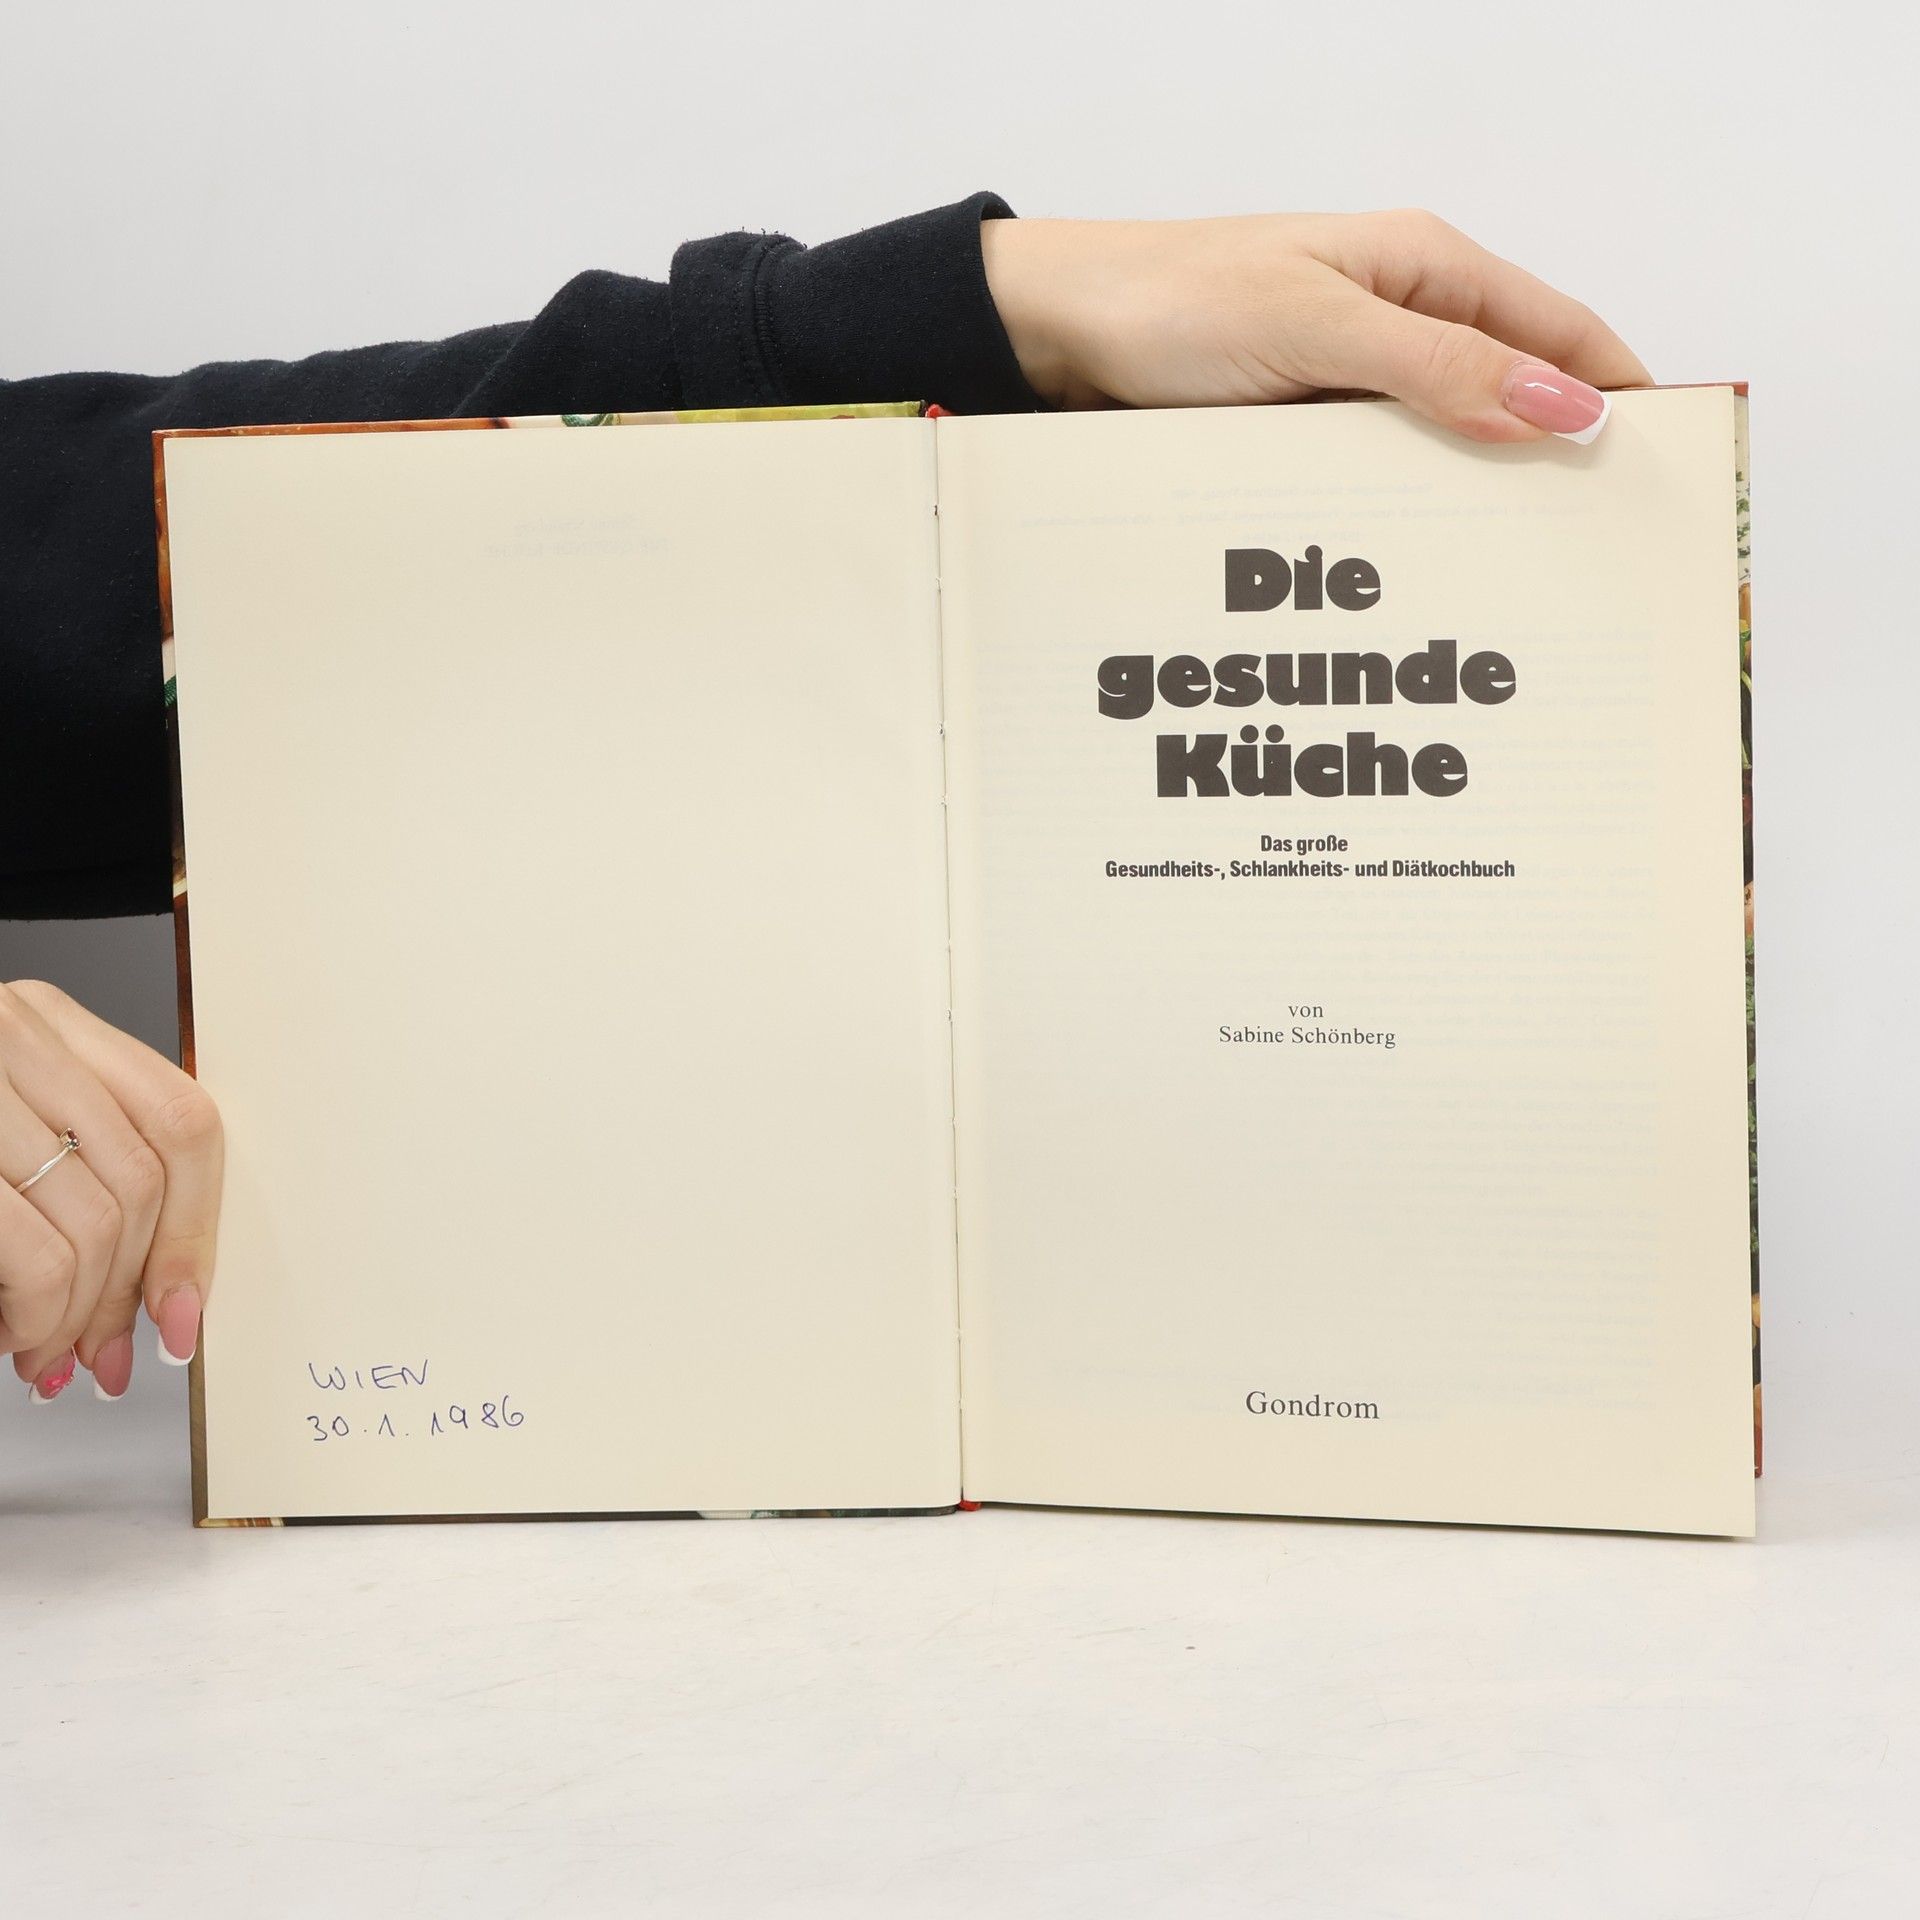 WIEN
30.1.1986
Die
gesunde
Küche
Das große
Gesundheits-, Schlankheits- und Diätkochbuch
von
Sabine Schönberg
Gondrom